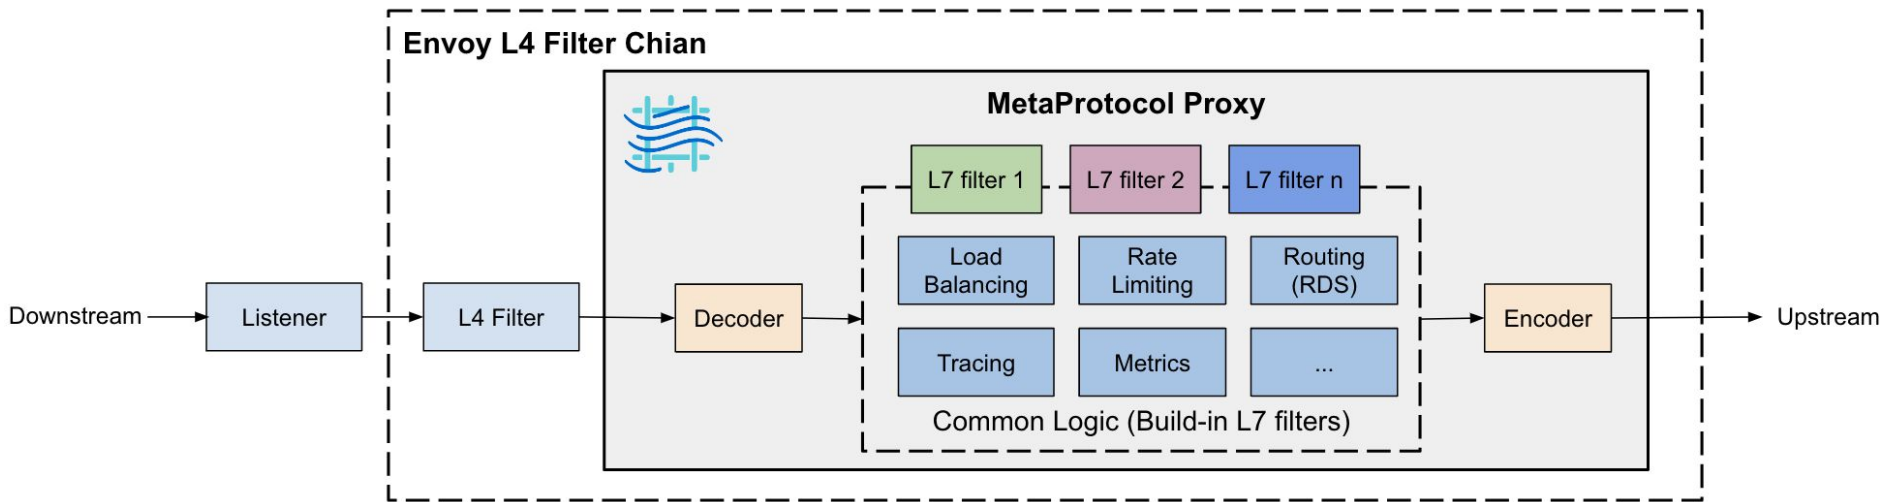 Envoy L4 Filter Chian
MetaProtocol Proxy
L7 filter 1
L7 filter 2
L7 filter n
Load
Balancing
Rate
Limiting
Routing
(RDS)
Downstream
Listener
L4 Filter
Decoder
Encoder
Upstream
Tracing
Metrics
...
Common Logic (Build-in L7 filters)